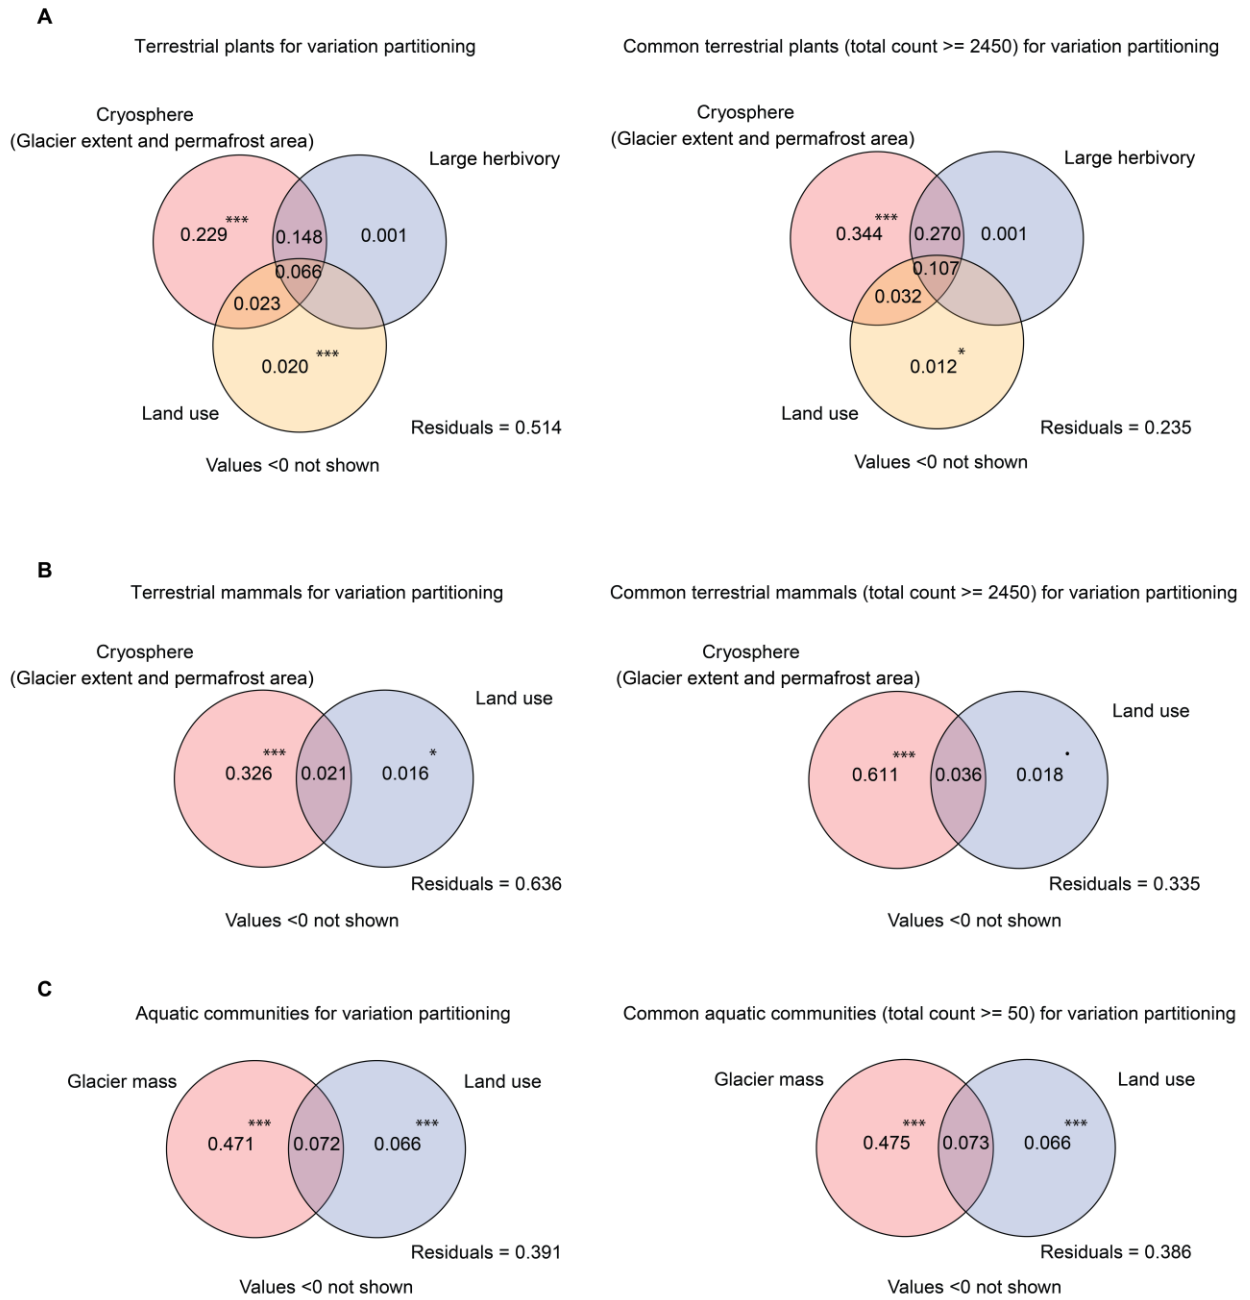 A
Terrestrial plants for variation partitioning
Common terrestrial plants (total count >= 2450) for variation partitioning
Cryosphere
(Glacier extent and permafrost area)
Large herbivory
0.229 ***
0.148
0.001
0.066
0.023
0.020 ***
Land use
Residuals = 0.514
Values <0 not shown
Cryosphere
(Glacier extent and permafrost area)
Large herbivory
0.344 ***
0.270
0.001
0.107
0.032
0.012 *
Land use
Residuals = 0.235
Values <0 not shown
B
Terrestrial mammals for variation partitioning
Common terrestrial mammals (total count >= 2450) for variation partitioning
Cryosphere
(Glacier extent and permafrost area)
Land use
0.326 ***
0.021
0.016 *
Residuals = 0.636
Values <0 not shown
Cryosphere
(Glacier extent and permafrost area)
Land use
0.611 ***
0.036
0.018 .
Residuals = 0.335
Values <0 not shown
C
Aquatic communities for variation partitioning
Common aquatic communities (total count >= 50) for variation partitioning
Glacier mass
Land use
0.471 ***
0.072
0.066 ***
Residuals = 0.391
Values <0 not shown
Glacier mass
Land use
0.475 ***
0.073
0.066 ***
Residuals = 0.386
Values <0 not shown